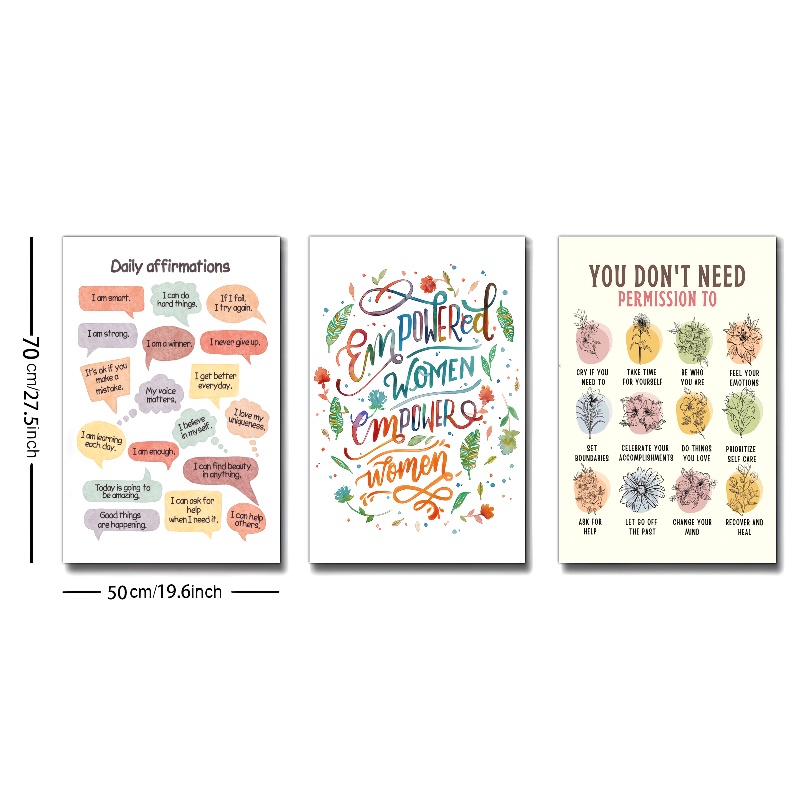 Daily affirmations
I am smart.
I can do
hard things.
If I fall,
I try again.
I am strong.
I am a winner.
I never give up.
It's ok if you
make a
mistake.
My voice
matters.
I get better
everyday.
I am learning
each day.
I am enough.
I believe
in myself.
I love my
uniqueness.
I can find beauty
in anything.
Today is going to
be amazing.
Good things
are happening.
I can ask for
help
when I need it.
I can help
others.
EMPOWERED
WOMEN
EMPOWER
women
YOU DON'T NEED
PERMISSION TO
CRY IF YOU
NEED TO
TAKE TIME
FOR YOURSELF
BE WHO
YOU ARE
FEEL YOUR
EMOTIONS
SET
BOUNDARIES
CELEBRATE YOUR
ACCOMPLISHMENTS
DO THINGS
YOU LOVE
PRIORITIZE
SELF CARE
ASK FOR
HELP
LET GO OFF
THE PAST
CHANGE YOUR
MIND
RECOVER AND
HEAL
70cm/27.5inch
50cm/19.6inch